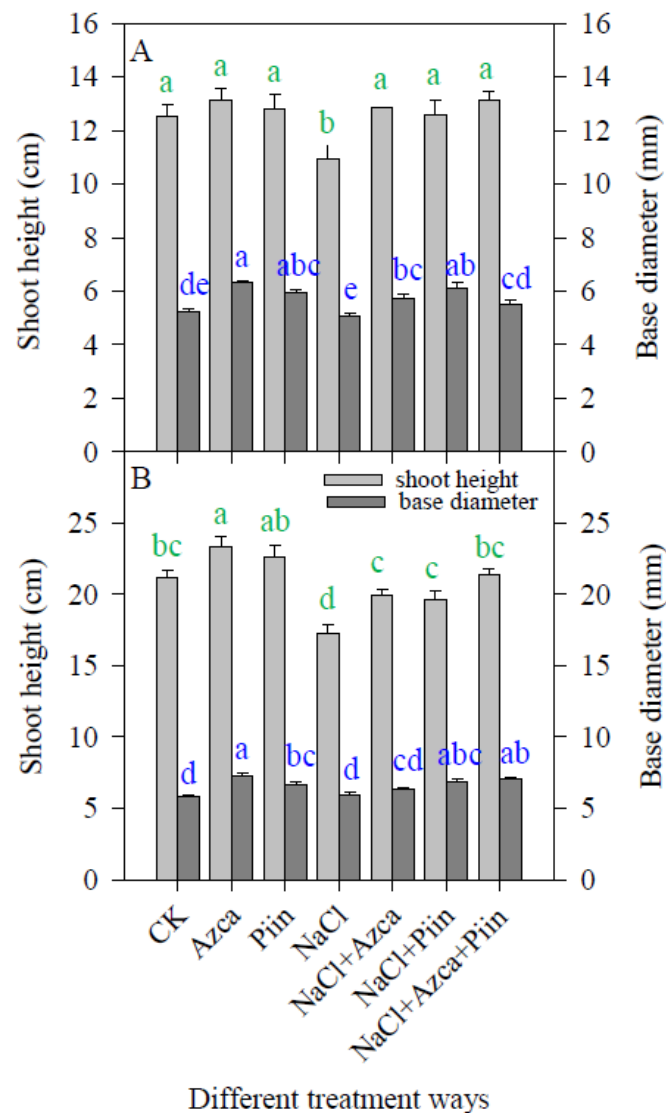 A
Shoot height (cm)
Base diameter (mm)
16
14
12
10
8
6
4
2
0
16
14
12
10
8
6
4
2
0
a
a
a
b
a
a
a
de
a
abc
e
bc
ab
cd
B
shoot height
base diameter
Shoot height (cm)
Base diameter (mm)
25
20
15
10
5
0
25
20
15
10
5
0
bc
a
ab
d
c
c
bc
d
a
bc
d
cd
abc
ab
CK
Azca
Piin
NaCl
NaCl+Azca
NaCl+Piin
NaCl+Azca+Piin
Different treatment ways